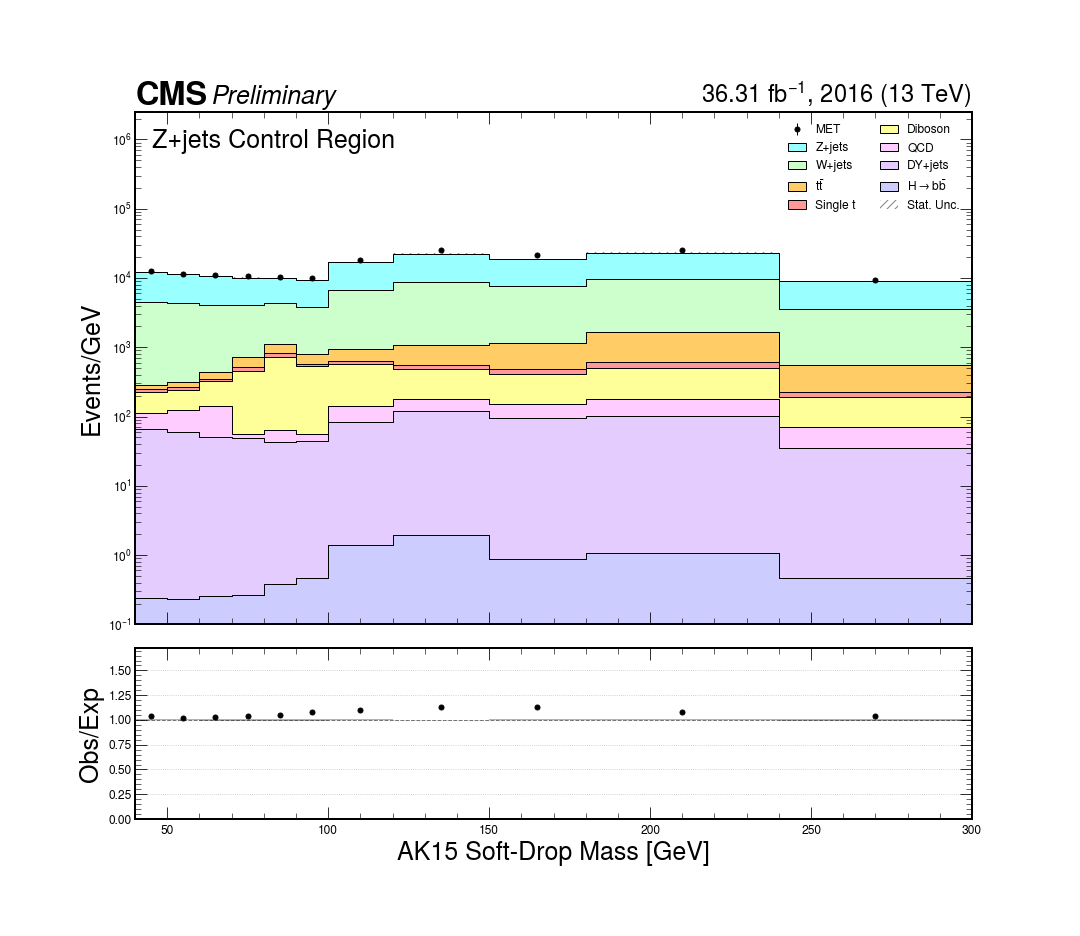 CMS Preliminary
36.31 fb⁻¹, 2016 (13 TeV)
Z+jets Control Region
MET
Z+jets
W+jets
tt̄
Single t
Diboson
QCD
DY+jets
H→bb̄
Stat. Unc.
Events/GeV
10⁶
10⁵
10⁴
10³
10²
10¹
10⁰
10⁻¹
Obs/Exp
1.50
1.25
1.00
0.75
0.50
0.25
0.00
50 100 150 200 250 300
AK15 Soft-Drop Mass [GeV]